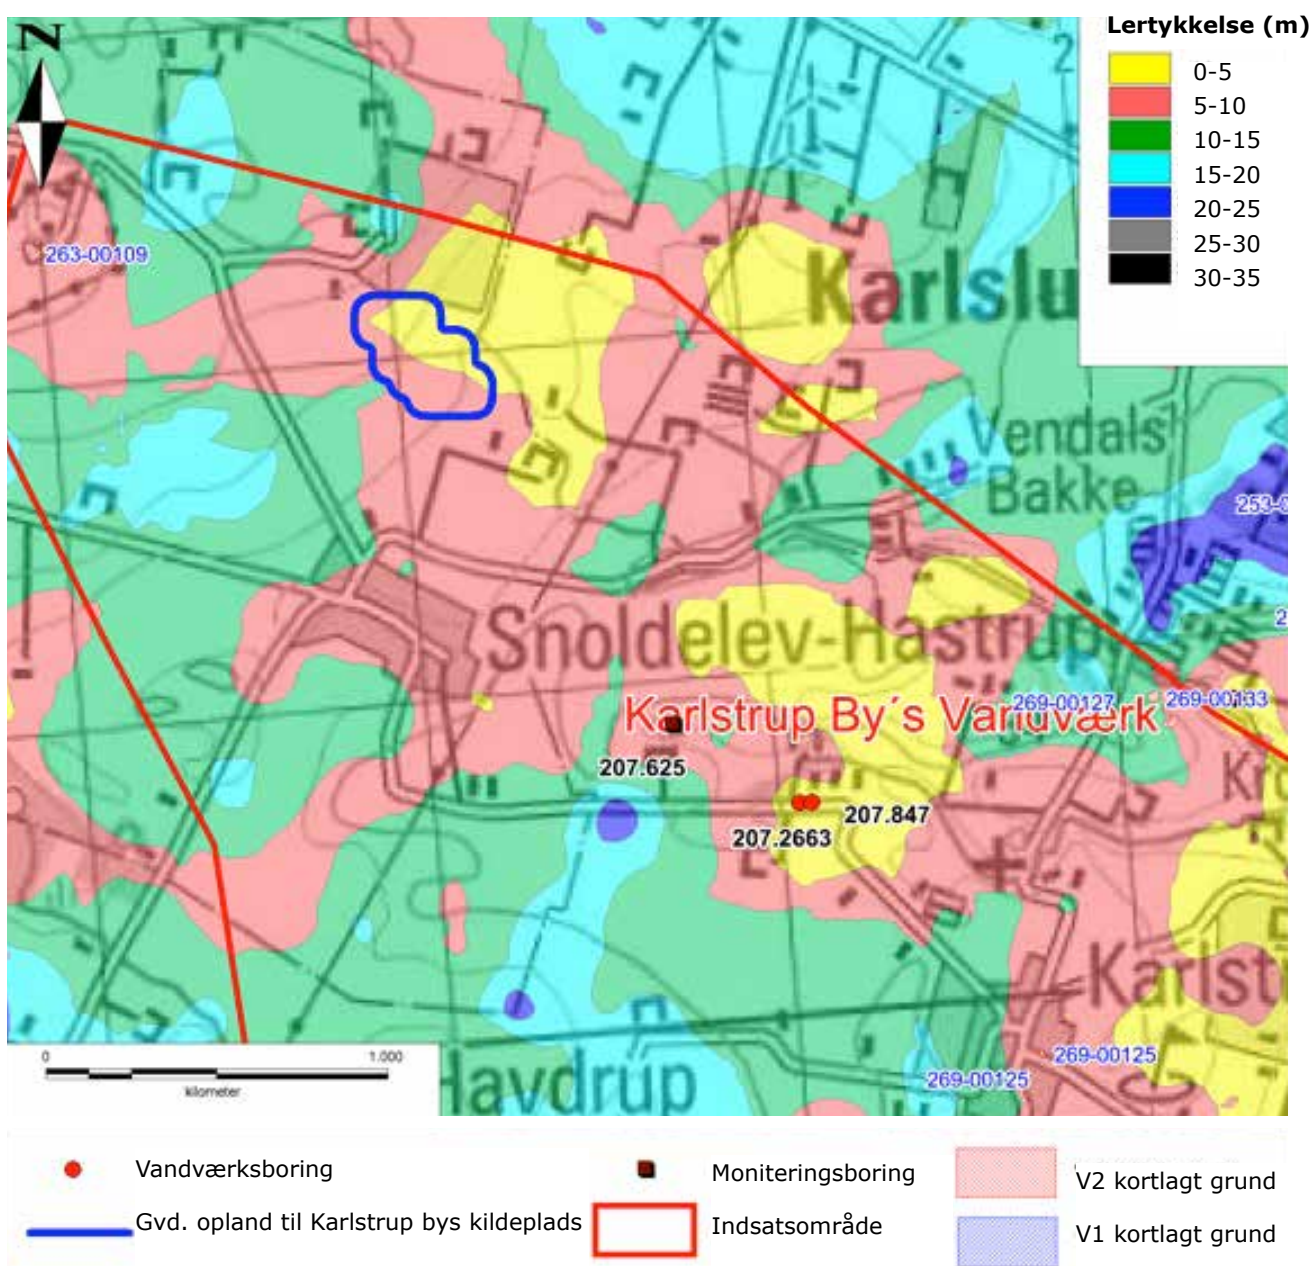 N
Lertykkelse (m)
0-5
5-10
10-15
15-20
20-25
25-30
30-35
2
263-00109
Karlslu
Vendals
Bakke
253-0
2
Snoldelev-Hastrup
269-00127
269-00133
Karlstrup By´s Vandværk
207.625
207.847
207.2663
Kr
Karlst
269-00125
269-00125
Havdrup
0
1.000
kilometer
Vandværksboring
Moniteringsboring
V2 kortlagt grund
Gvd. opland til Karlstrup bys kildeplads
Indsatsområde
V1 kortlagt grund